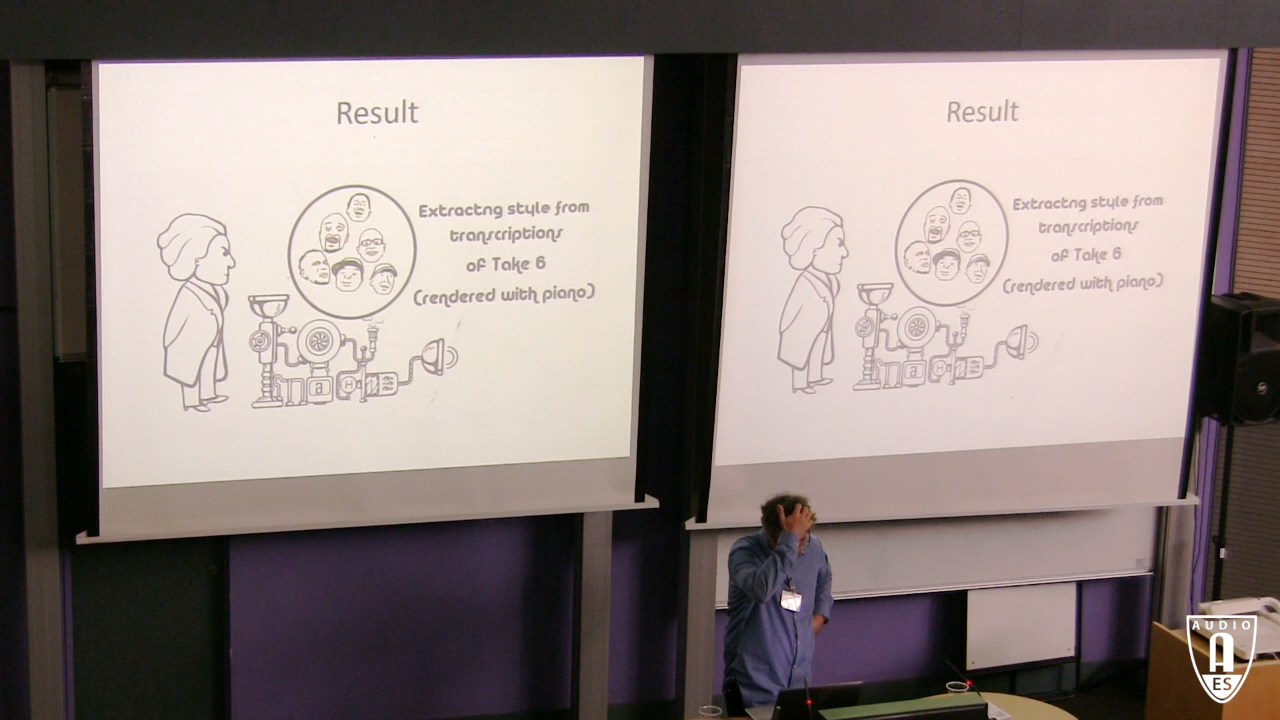 Result
Extractng style from
transcriptions
of Take 6
(rendered with piano)
Result
Extractng style from
transcriptions
of Take 6
(rendered with piano)
AUDIO
A
ES